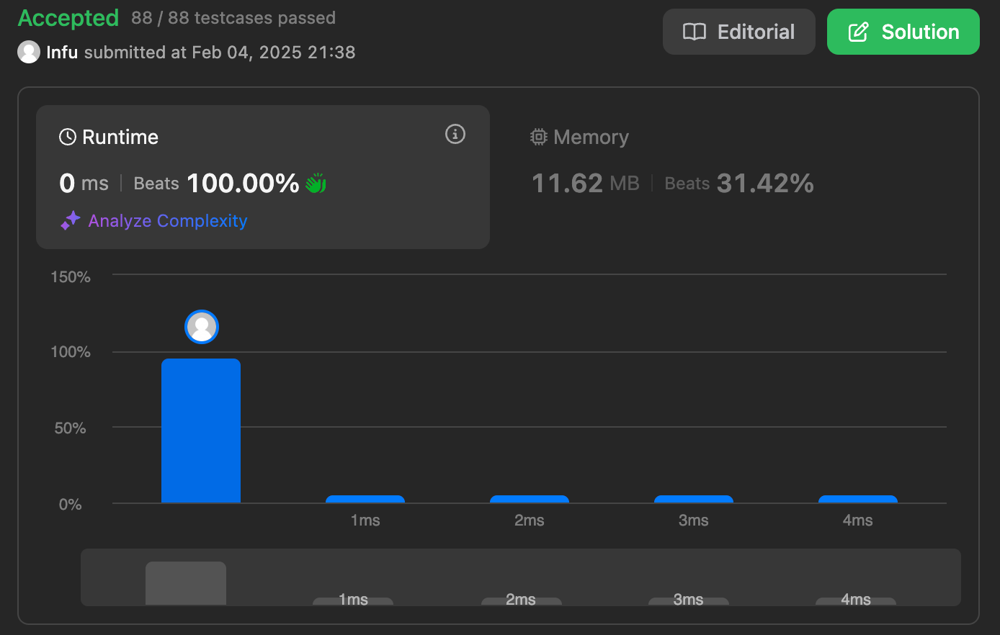 Accepted 88 / 88 testcases passed
Infu submitted at Feb 04, 2025 21:38
Editorial
Solution
Runtime
0 ms | Beats 100.00%
Analyze Complexity
Memory
11.62 MB | Beats 31.42%
150%
100%
50%
0%
1ms 2ms 3ms 4ms
1ms 2ms 3ms 4ms